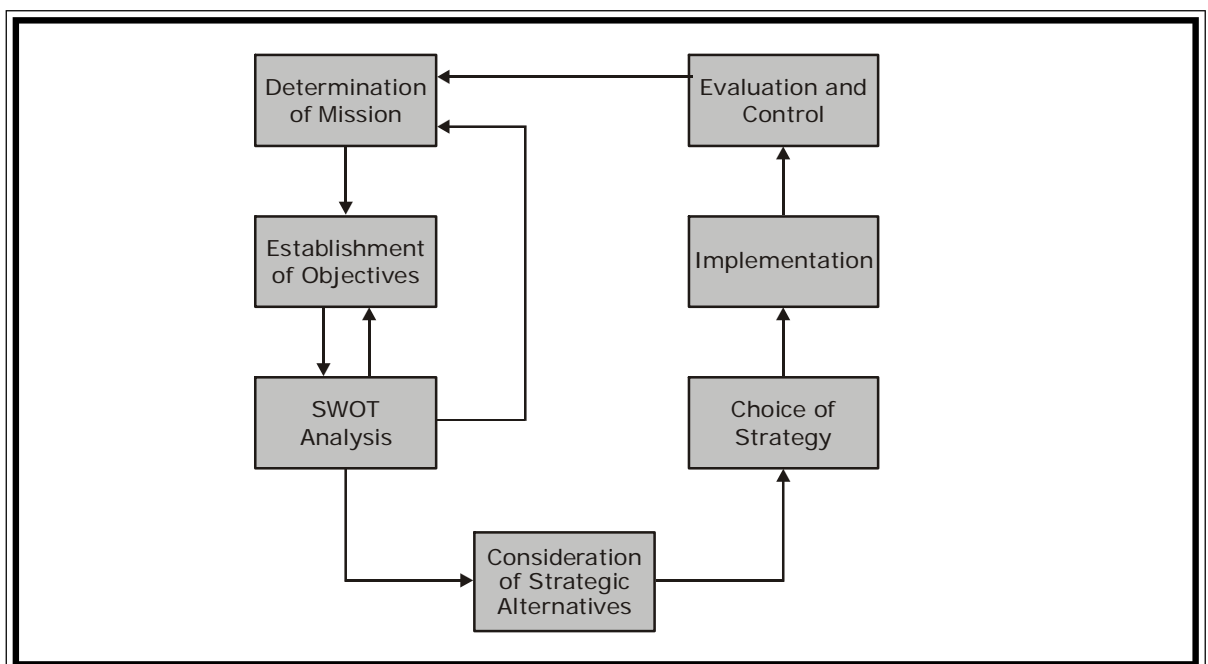 Determination
of Mission
Establishment
of Objectives
SWOT
Analysis
Consideration
of Strategic
Alternatives
Choice of
Strategy
Implementation
Evaluation and
Control